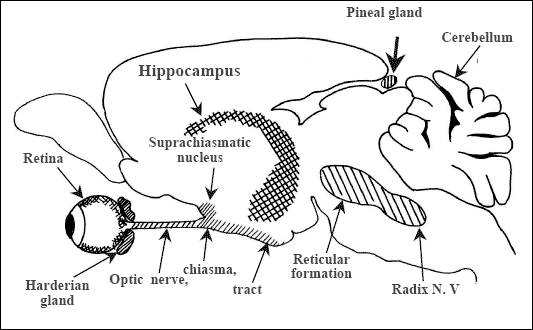 Pineal gland
Cerebellum
Hippocampus
Suprachiasmatic
nucleus
Retina
Harderian
gland
Optic nerve,
chiasma,
tract
Reticular
formation
Radix N. V